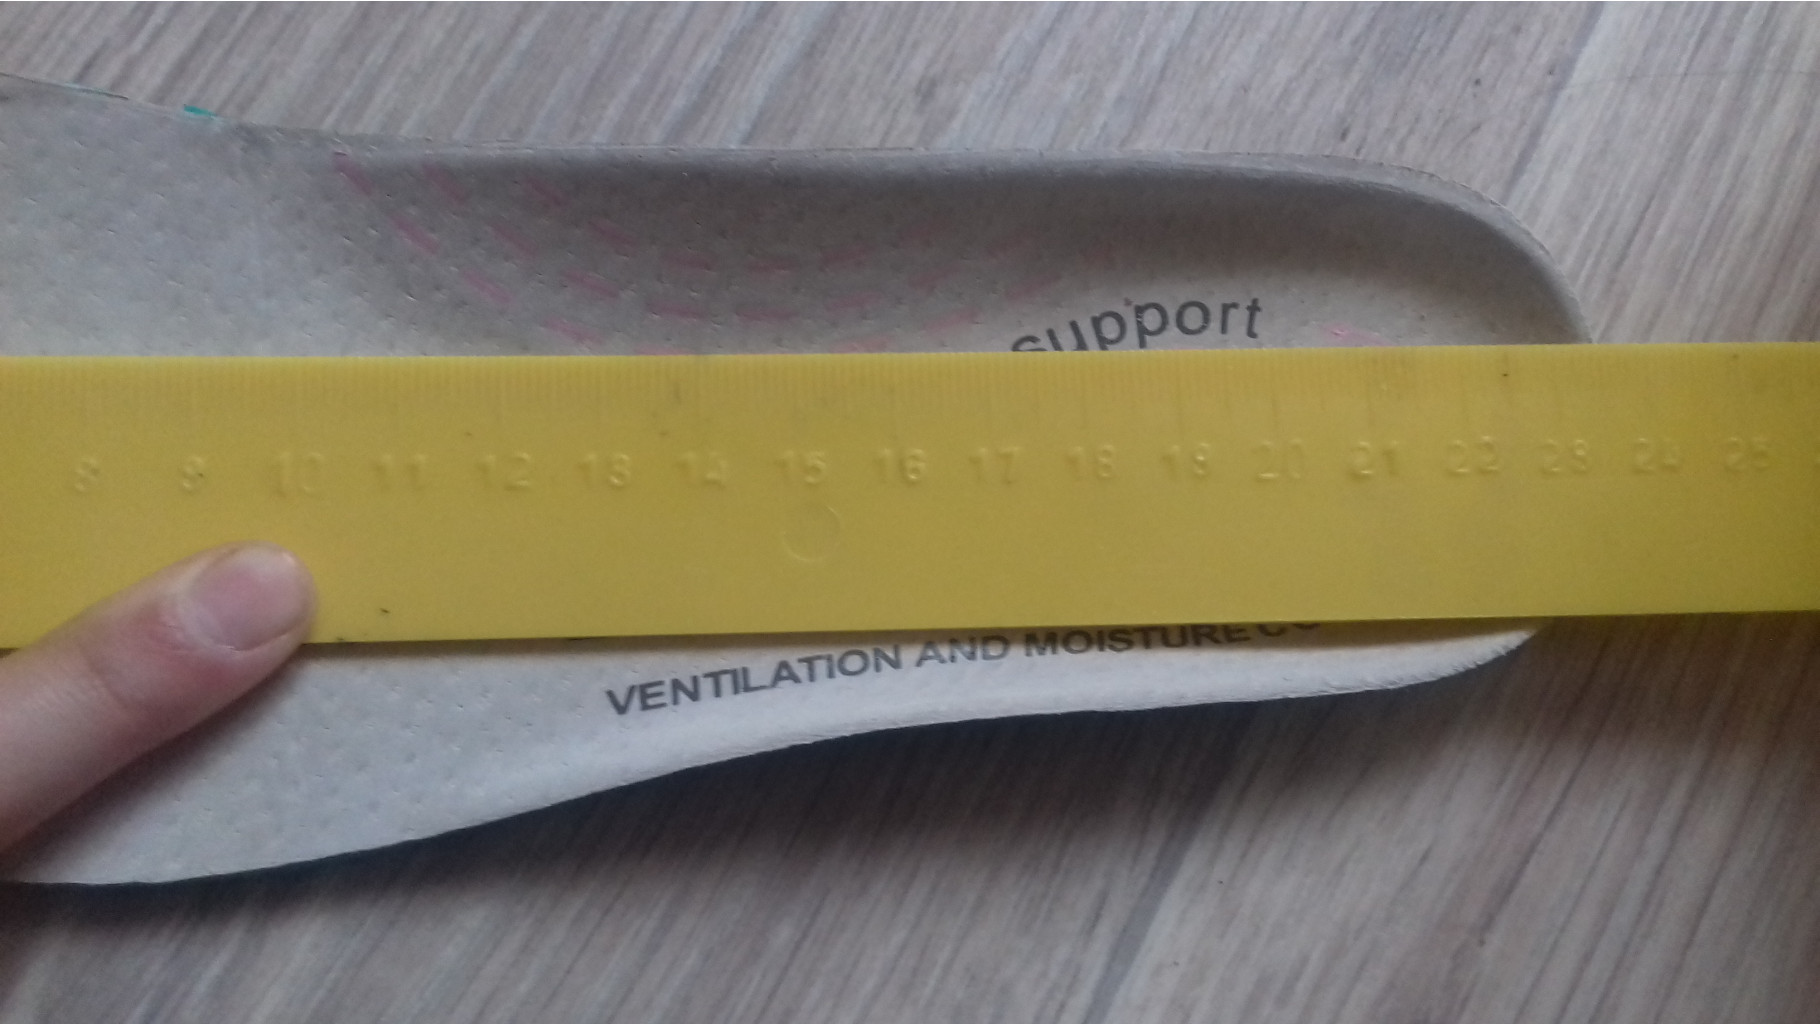 support
8 9 10 11 12 13 14 15 16 17 18 19 20 21 22 23 24 25
VENTILATION AND MOISTURE